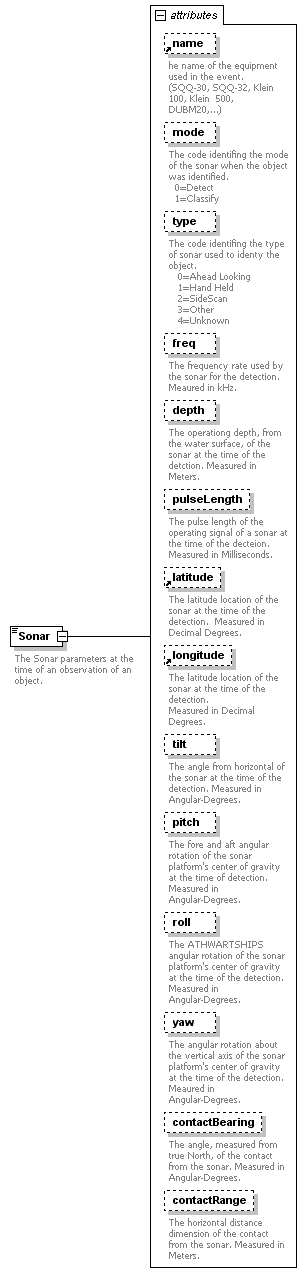 attributes
name
he name of the equipment
used in the event.
(SQQ-30, SQQ-32, Klein
100, Klein  500,
DUBM20,...)
mode
The code identifing the mode
of the sonar when the object
was identified.
0=Detect
1=Classify
type
The code identifing the type
of sonar used to identy the
object.
0=Ahead Looking
1=Hand Held
2=SideScan
3=Other
4=Unknown
freq
The frequency rate used by
the sonar for the detection.
Meaured in kHz.
depth
The operationg depth, from
the water surface, of the
sonar at the time of the
detction. Measured in
Meters.
pulseLength
The pulse length of the
operating signal of a sonar at
the time of the decteion.
Measured in Milliseconds.
latitude
The latitude location of the
sonar at the time of the
detection.  Measured in
Decimal Degrees.
Sonar
The Sonar parameters at the
time of an observation of an
object.
longitude
The latitude location of the
sonar at the time of the
detection.
Measured in Decimal
Degrees.
tilt
The angle from horizontal of
the sonar at the time of the
detection. Measured in
Angular-Degrees.
pitch
The fore and aft angular
rotation of the sonar
platform's center of gravity
at the time of detection.
Measured in
Angular-Degrees.
roll
The ATHWARTSHIPS
angular rotation of the sonar
platform's center of gravity
at the time of the detection.
Measured in
Angular-Degrees.
yaw
The angular rotation about
the vertical axis of the sonar
platform's center of gravity
at the time of the detection.
Meaured in
Angular-Degrees.
contactBearing
The angle, measured from
true North, of the contact
from the sonar. Measured in
Angular-Degrees.
contactRange
The horizontal distance
dimension of the contact
from the sonar. Measured in
Meters.